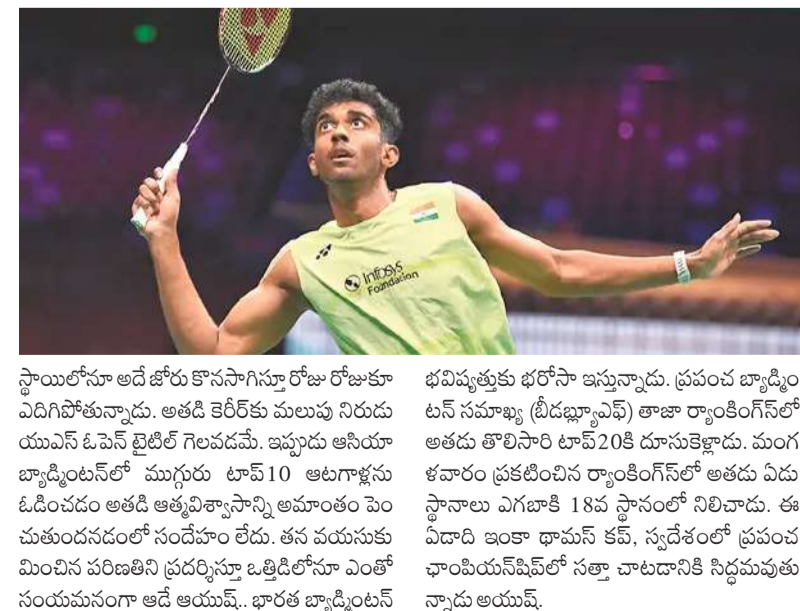 Infosys
Foundation
స్థాయిలోనూ అదే జోరు కొనసాగిస్తూ రోజు రోజుకూ
ఎదిగిపోతున్నాడు. అతడి కెరీర్‌కు మలుపు నిరుడు
యుఎస్ ఓపెన్ టైటిల్ గెలవడమే. ఇప్పుడు ఆసియా
బ్యాడ్మింటన్‌లో ముగ్గురు టాప్10 ఆటగాళ్లను
ఓడించడం అతడి ఆత్మవిశ్వాసాన్ని అమాంతం పెం
చుతుందనడంలో సందేహం లేదు. తన వయసుకు
మించిన పరిణతిని ప్రదర్శిస్తూ ఒత్తిడిలోనూ ఎంతో
సంయమనంగా ఆడే ఆయుష్.. భారత బ్యాడ్మింటన్
భవిష్యత్తుకు భరోసా ఇస్తున్నాడు. ప్రపంచ బ్యాడ్మిం
టన్ సమాఖ్య (బీడబ్ల్యూఎఫ్) తాజా ర్యాంకింగ్స్‌లో
అతడు తొలిసారి టాప్20కి దూసుకెళ్లాడు. మంగ
ళవారం ప్రకటించిన ర్యాంకింగ్స్‌లో అతడు ఏడు
స్థానాలు ఎగబాకి 18వ స్థానంలో నిలిచాడు. ఈ
ఏడాది ఇంకా థామస్ కప్, స్వదేశంలో ప్రపంచ
ఛాంపియన్‌షిప్‌లో సత్తా చాటడానికి సిద్ధమవుతు
న్నాడు అయుష్.